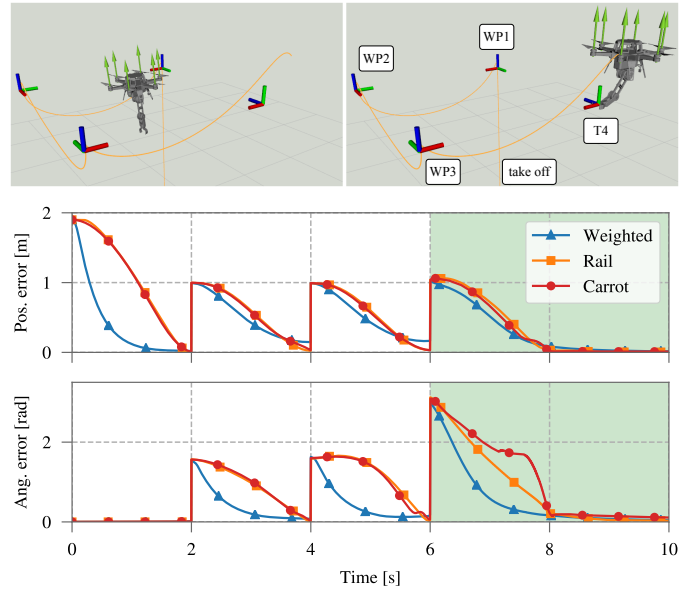 WP2
WP1
T4
WP3
take off
Pos. error [m]
2
1
0
Weighted
Rail
Carrot
Ang. error [rad]
2
0
0
2
4
6
8
10
Time [s]